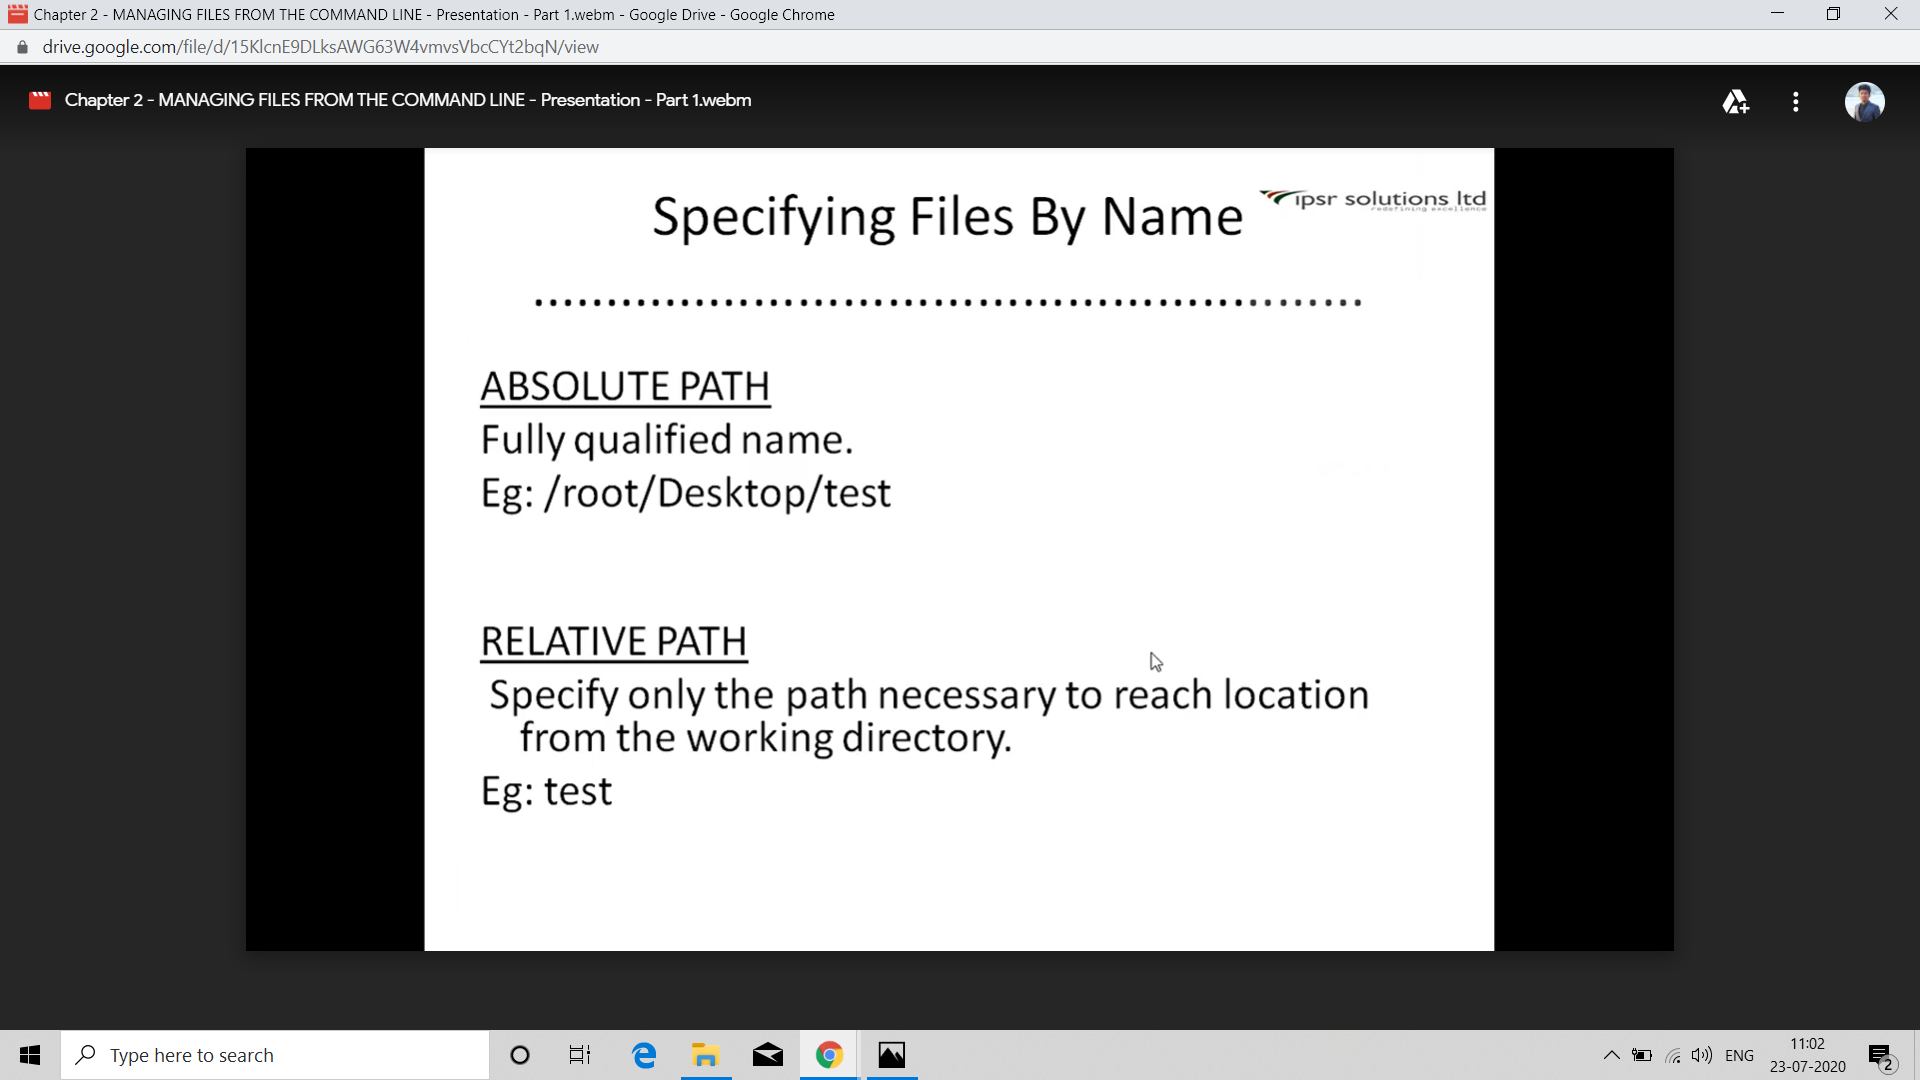 Chapter 2 - MANAGING FILES FROM THE COMMAND LINE - Presentation - Part 1.webm - Google Drive - Google Chrome
drive.google.com/file/d/15KlcnE9DLksAWG63W4vmvsVbcCYt2bqN/view
Chapter 2 - MANAGING FILES FROM THE COMMAND LINE - Presentation - Part 1.webm
Specifying Files By Name
ipsr solutions ltd
redefining excellence
ABSOLUTE PATH
Fully qualified name.
Eg: /root/Desktop/test
RELATIVE PATH
Specify only the path necessary to reach location
from the working directory.
Eg: test
Type here to search
ENG
11:02
23-07-2020
2